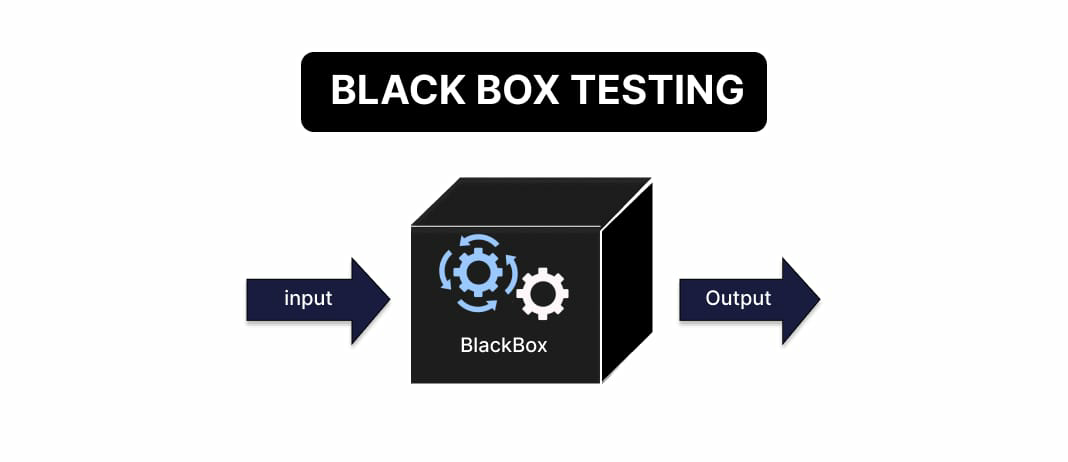 BLACK BOX TESTING
input
BlackBox
Output